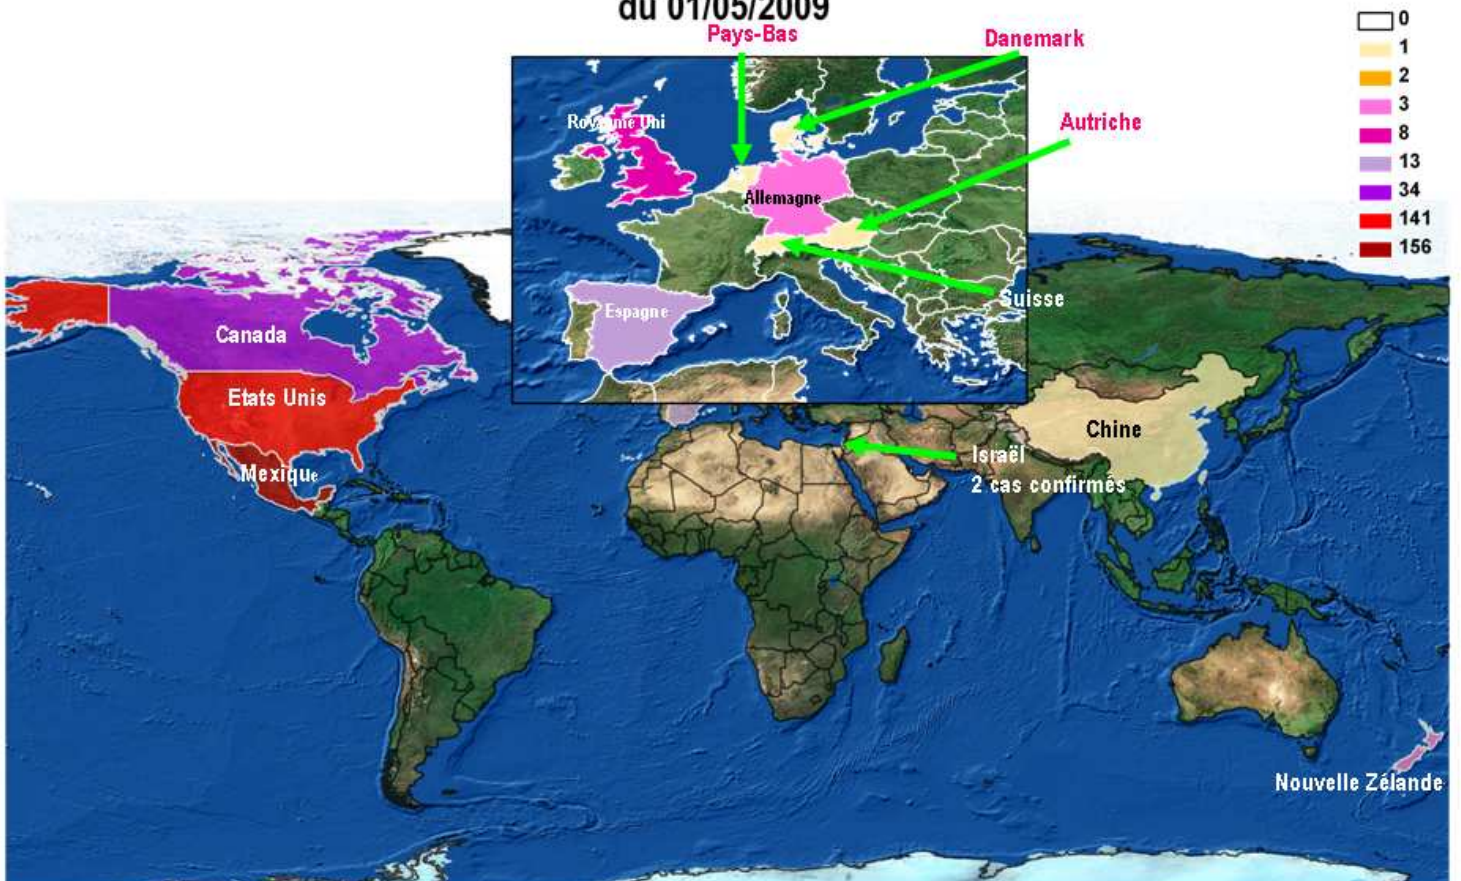 du 01/05/2009
Pays-Bas
Danemark
Autriche
Royaume Uni
Allemagne
Suisse
Espagne
0
1
2
3
8
13
34
141
156
Canada
Etats Unis
Mexique
Chine
Israël
2 cas confirmés
Nouvelle Zélande